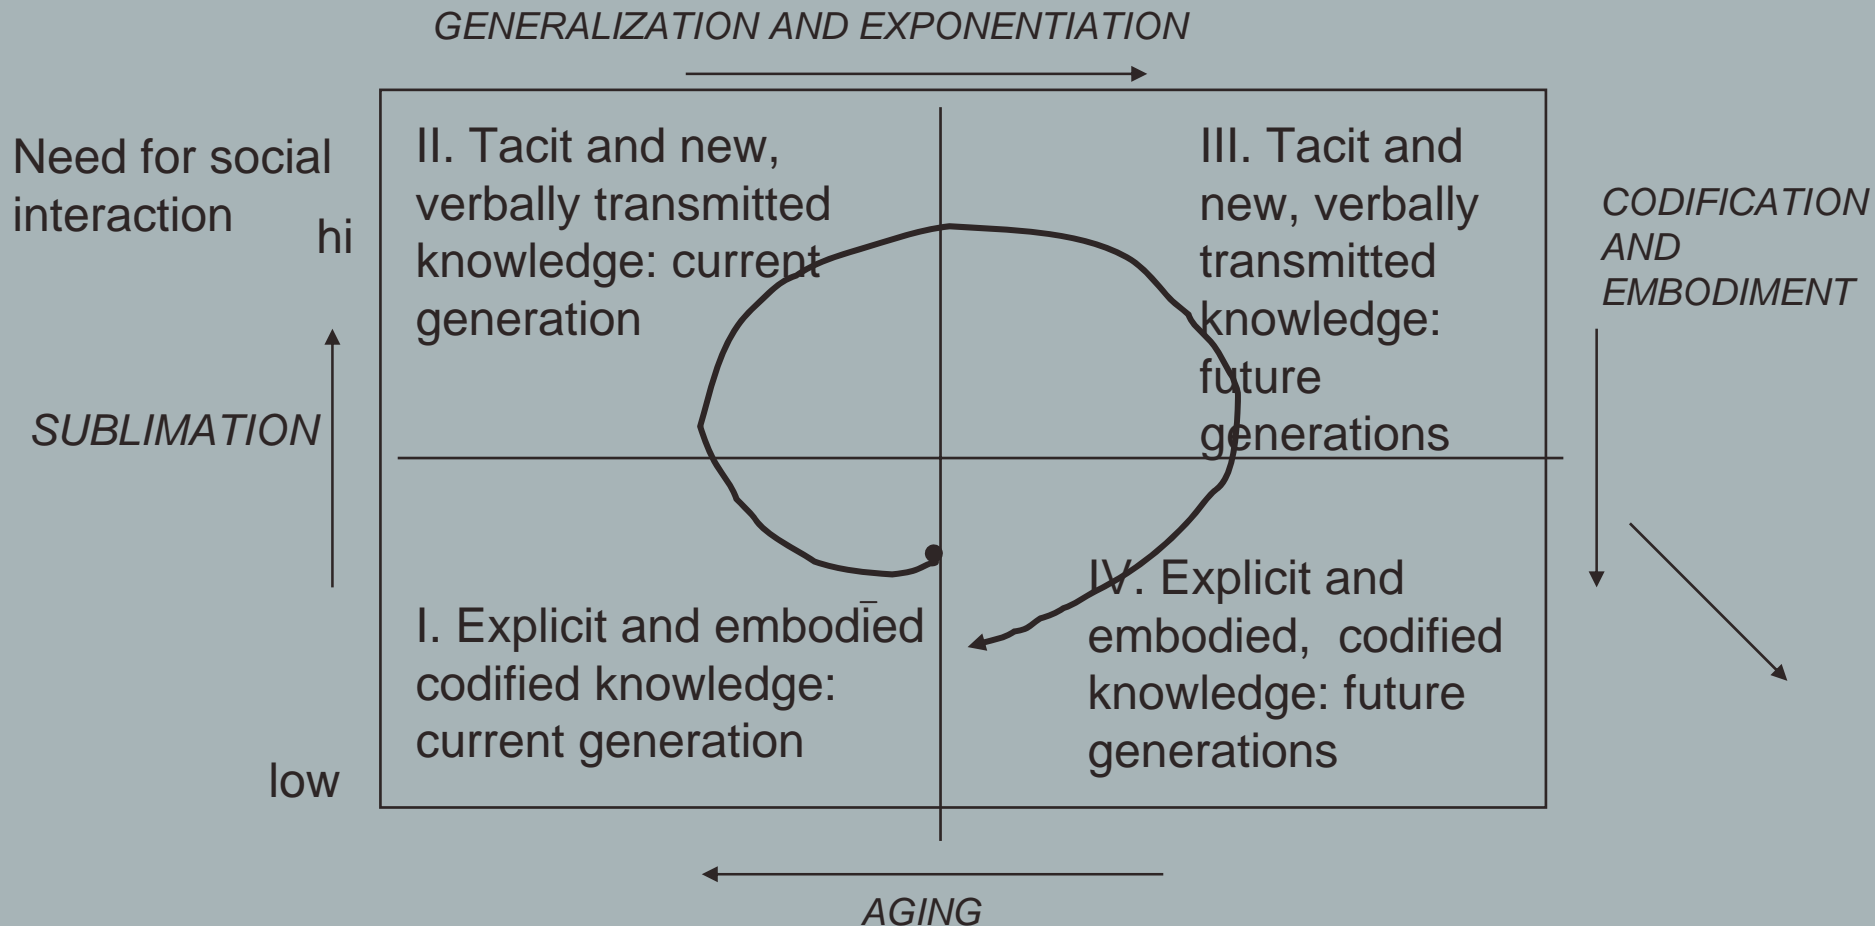 GENERALIZATION AND EXPONENTIATION
Need for social
interaction
hi
II. Tacit and new,
verbally transmitted
knowledge: current
generation
III. Tacit and
new, verbally
transmitted
knowledge:
future
generations
CODIFICATION
AND
EMBODIMENT
SUBLIMATION
I. Explicit and embodied
codified knowledge:
current generation
IV. Explicit and
embodied, codified
knowledge: future
generations
low
AGING